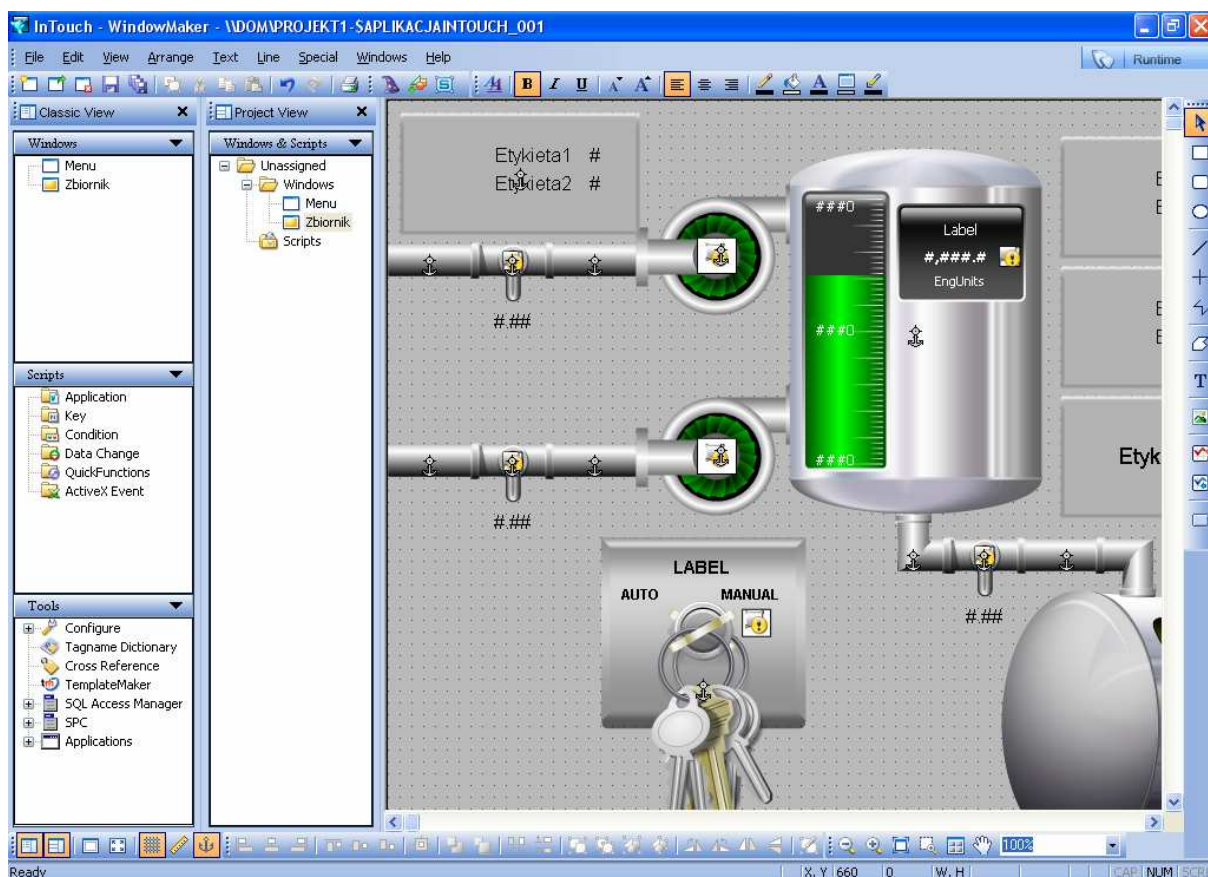 InTouch - WindowMaker - \\DOM\PROJEKT1-$APLIKACJAINTOUCH_001
File Edit View Arrange Text Line Special Windows Help
Runtime
B I U A A A
Classic View
Project View
Windows
Menu
Zbiornik
Windows & Scripts
Unassigned
Windows
Menu
Zbiornik
Scripts
Scripts
Application
Key
Condition
Data Change
QuickFunctions
ActiveX Event
Tools
Configure
Tagname Dictionary
Cross Reference
TemplateMaker
SQL Access Manager
SPC
Applications
Etykieta1 #
Etykieta2 #
#.##
#.##
###0
###0
###0
Label
#,###.#
EngUnits
E
E
E
E
Etyk
#.##
LABEL
AUTO MANUAL
T
100%
Ready
X, Y 660 0 W, H
CAP NUM SCR